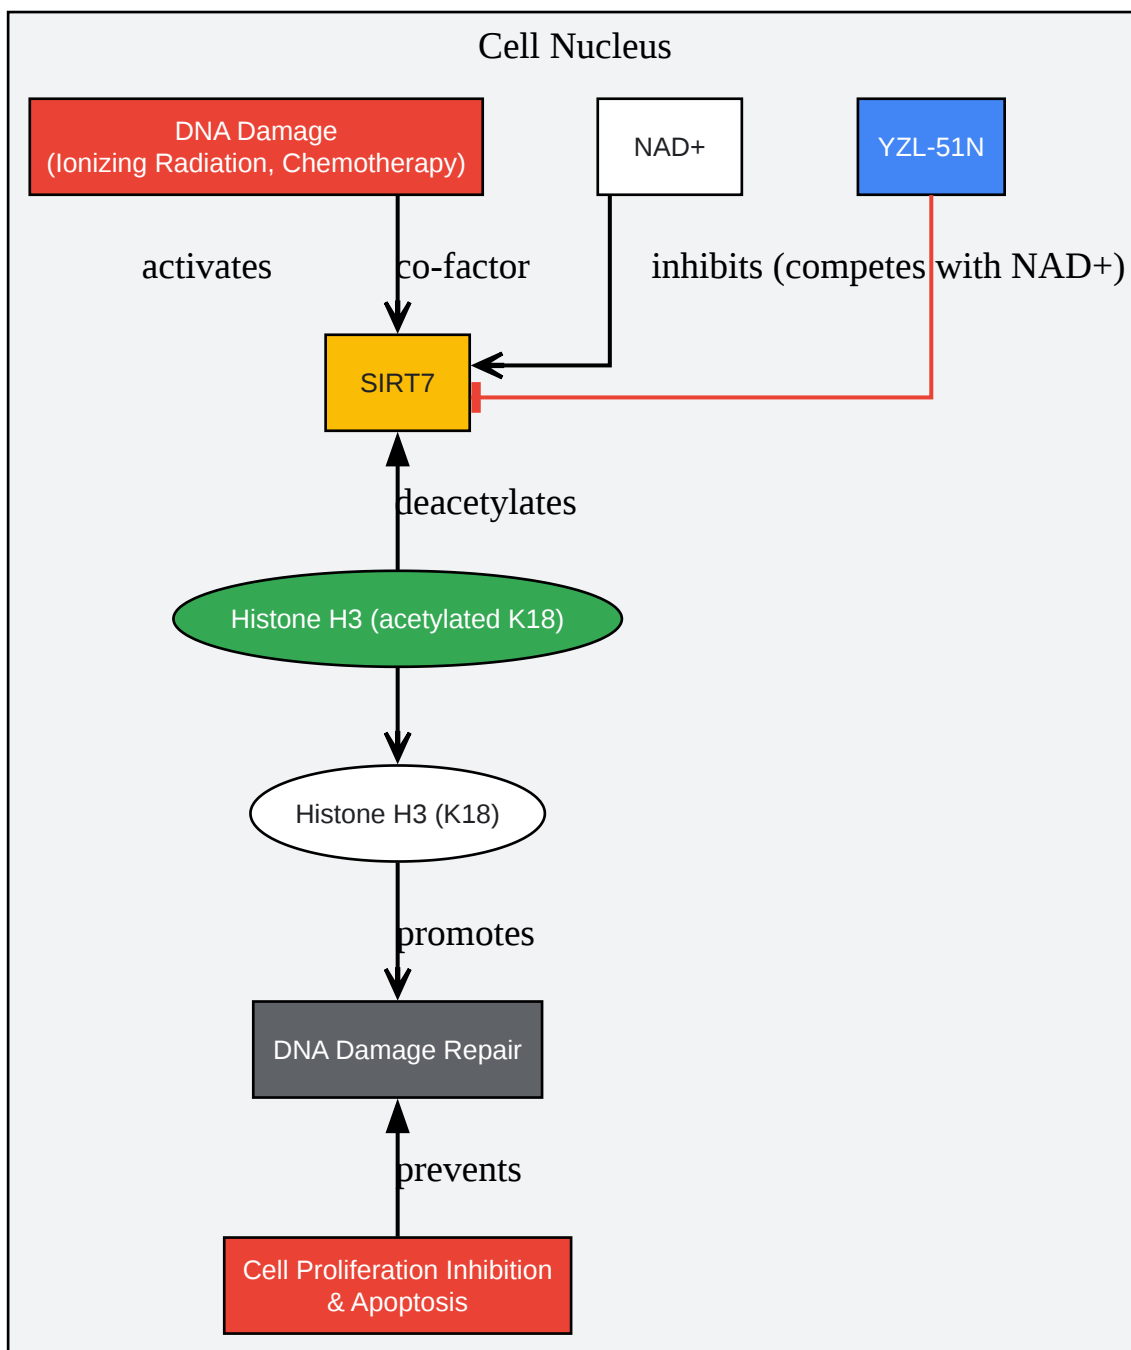 Cell Nucleus
DNA Damage
(Ionizing Radiation, Chemotherapy)
NAD+
YZL-51N
activates
co-factor
inhibits (competes with NAD+)
SIRT7
deacetylates
Histone H3 (acetylated K18)
Histone H3 (K18)
promotes
DNA Damage Repair
prevents
Cell Proliferation Inhibition
& Apoptosis